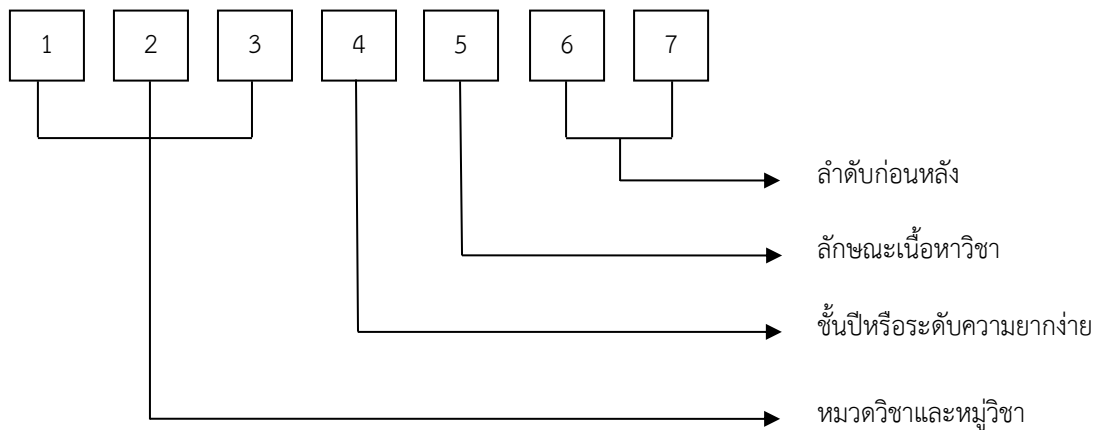 1 2 3 4 5 6 7
ลำดับก่อนหลัง
ลักษณะเนื้อหาวิชา
ชั้นปีหรือระดับความยากง่าย
หมวดวิชาและหมู่วิชา